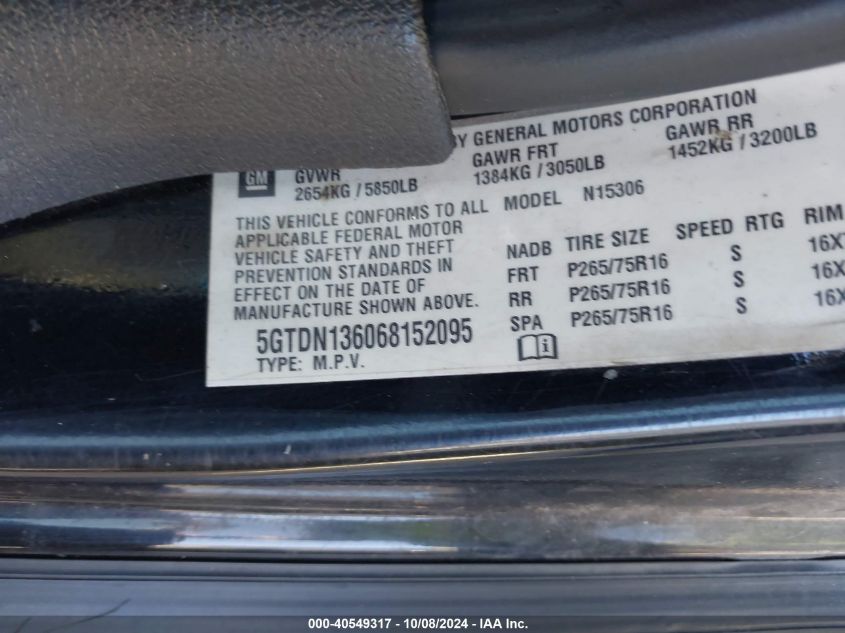 BY GENERAL MOTORS CORPORATION
GM GVWR GAWR FRT GAWR RR
2654KG / 5850LB 1384KG / 3050LB 1452KG / 3200LB
THIS VEHICLE CONFORMS TO ALL
APPLICABLE FEDERAL MOTOR
VEHICLE SAFETY AND THEFT
PREVENTION STANDARDS IN
EFFECT ON THE DATE OF
MANUFACTURE SHOWN ABOVE.
5GTDN136068152095
TYPE: M.P.V.
MODEL N15306
NADB TIRE SIZE SPEED RTG RIM
FRT P265/75R16 S 16X
RR P265/75R16 S 16X
SPA P265/75R16 S 16X
000-40549317 - 10/08/2024 - IAA Inc.